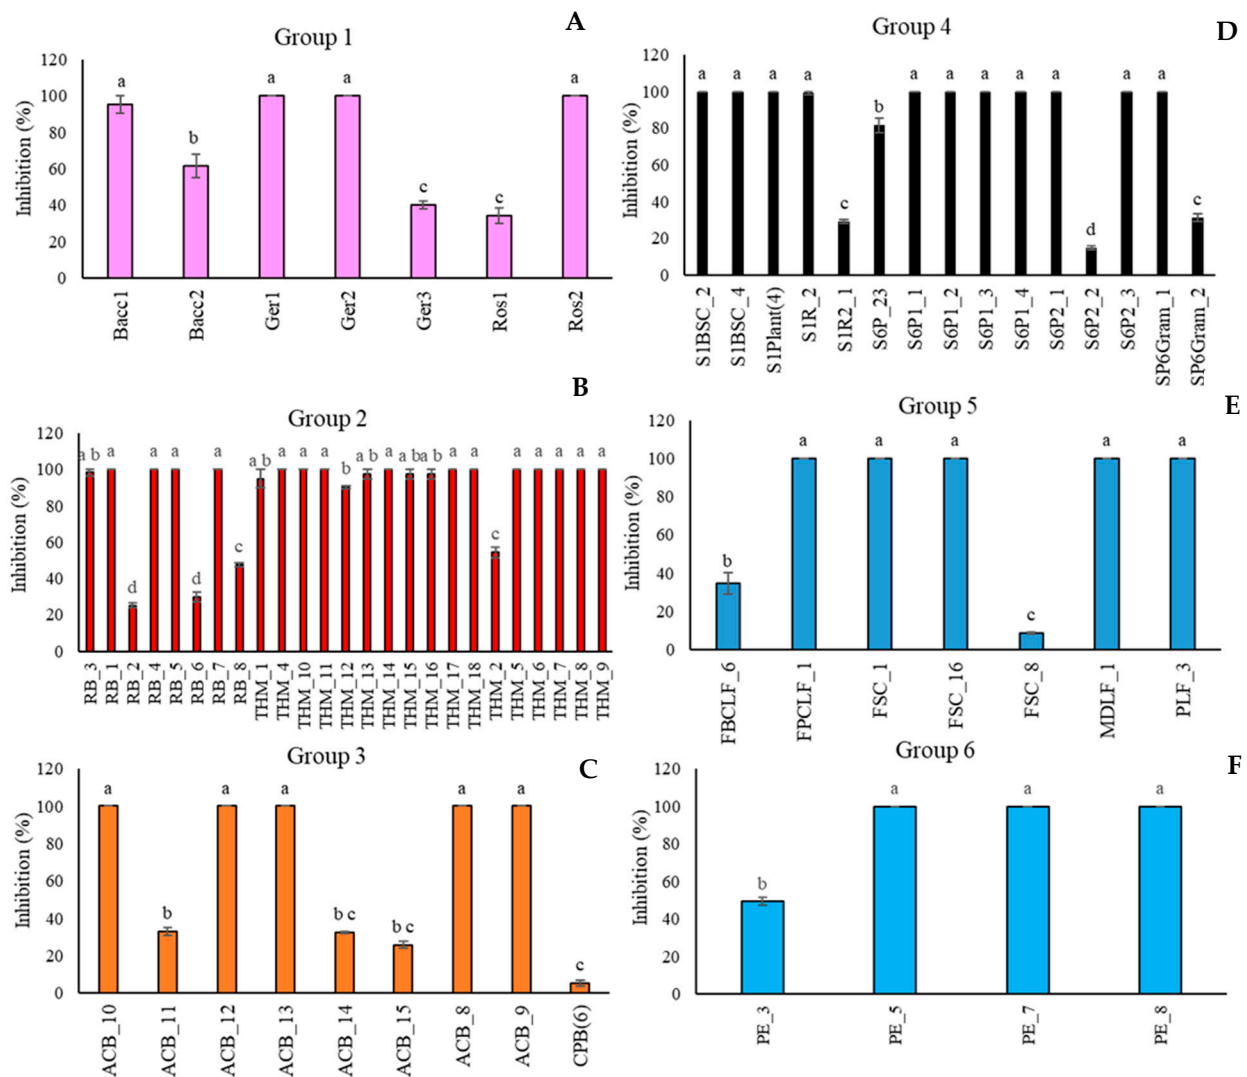 Group 1
A
Inhibition (%)
120
100
80
60
40
20
0
a
b
a
a
c
c
a
Bacc1
Bacc2
Ger1
Ger2
Ger3
Ros1
Ros2
Group 4
D
Inhibition (%)
120
100
80
60
40
20
0
a
a
a
a
c
b
a
a
a
a
a
d
a
a
c
S1BSC_2
S1BSC_4
S1Plant(4)
S1R_2
S1R2_1
S6P_23
S6P1_1
S6P1_2
S6P1_3
S6P1_4
S6P2_1
S6P2_2
S6P2_3
SP6Gram_1
SP6Gram_2
Group 2
B
Inhibition (%)
120
100
80
60
40
20
0
a b
a
d
a
a
d
a
c
a b
a
a
a
b
a b
a
a b
a b
a
a
c
a
a
a
a
a
RB_3
RB_1
RB_2
RB_4
RB_5
RB_6
RB_7
RB_8
THM_1
THM_4
THM_10
THM_11
THM_12
THM_13
THM_14
THM_15
THM_16
THM_17
THM_18
THM_2
THM_5
THM_6
THM_7
THM_8
THM_9
Group 5
E
Inhibition (%)
120
100
80
60
40
20
0
b
a
a
a
c
a
a
FBCLF_6
FPCLF_1
FSC_1
FSC_16
FSC_8
MDLF_1
PLF_3
Group 3
C
Inhibition (%)
120
100
80
60
40
20
0
a
b
a
a
b c
b c
a
a
c
ACB_10
ACB_11
ACB_12
ACB_13
ACB_14
ACB_15
ACB_8
ACB_9
CPB(6)
Group 6
F
Inhibition (%)
120
100
80
60
40
20
0
b
a
a
a
PE_3
PE_5
PE_7
PE_8